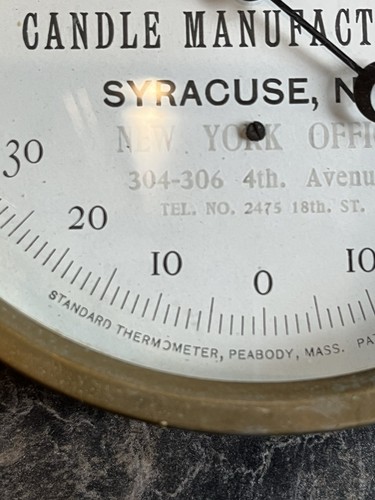 CANDLE MANUFACT
SYRACUSE, N
NEW YORK OFFI
304-306 4th. Avenu
TEL. NO. 2475 18th. ST.
30
20
10
0
10
STANDARD THERMOMETER, PEABODY, MASS. PA